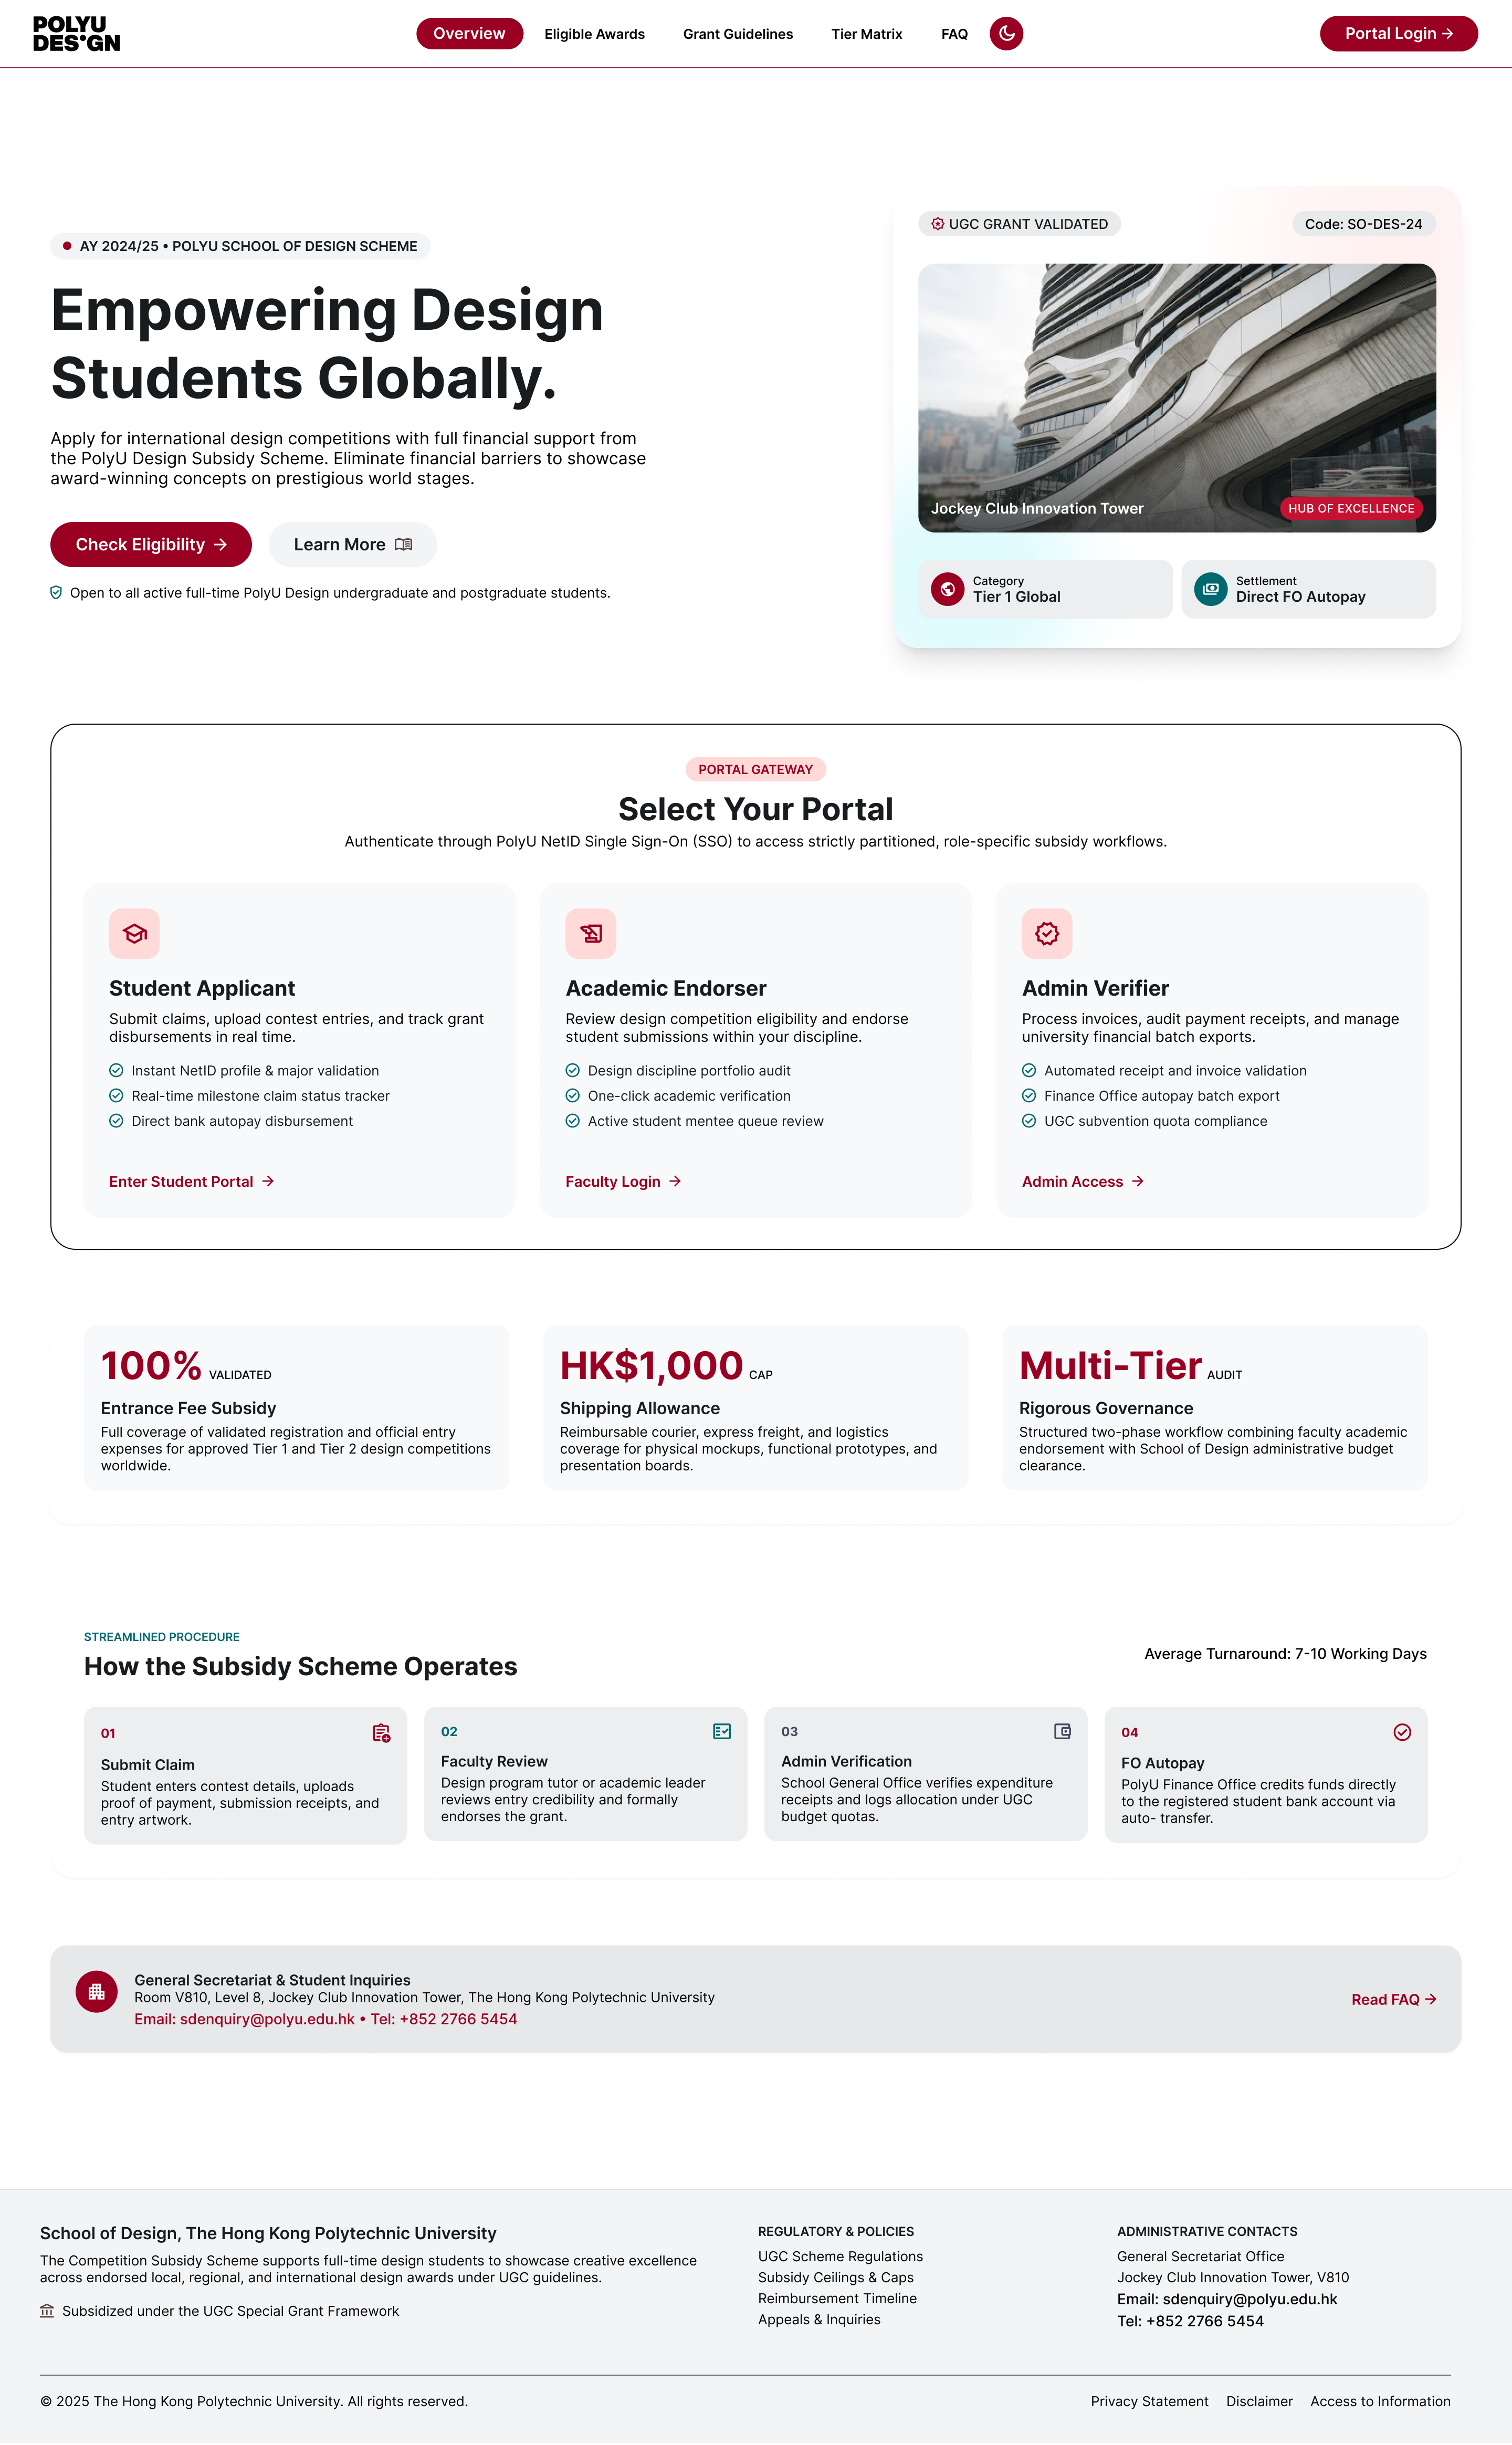 POLYU
DES•GN
Overview
Eligible Awards
Grant Guidelines
Tier Matrix
FAQ
Portal Login →
AY 2024/25 • POLYU SCHOOL OF DESIGN SCHEME
Empowering Design
Students Globally.
Apply for international design competitions with full financial support from
the PolyU Design Subsidy Scheme. Eliminate financial barriers to showcase
award-winning concepts on prestigious world stages.
Check Eligibility →
Learn More
Open to all active full-time PolyU Design undergraduate and postgraduate students.
UGC GRANT VALIDATED
Code: SO-DES-24
Jockey Club Innovation Tower
HUB OF EXCELLENCE
Category
Tier 1 Global
Settlement
Direct FO Autopay
PORTAL GATEWAY
Select Your Portal
Authenticate through PolyU NetID Single Sign-On (SSO) to access strictly partitioned, role-specific subsidy workflows.
Student Applicant
Submit claims, upload contest entries, and track grant
disbursements in real time.
Instant NetID profile & major validation
Real-time milestone claim status tracker
Direct bank autopay disbursement
Enter Student Portal →
Academic Endorser
Review design competition eligibility and endorse
student submissions within your discipline.
Design discipline portfolio audit
One-click academic verification
Active student mentee queue review
Faculty Login →
Admin Verifier
Process invoices, audit payment receipts, and manage
university financial batch exports.
Automated receipt and invoice validation
Finance Office autopay batch export
UGC subvention quota compliance
Admin Access →
100% VALIDATED
Entrance Fee Subsidy
Full coverage of validated registration and official entry
expenses for approved Tier 1 and Tier 2 design competitions
worldwide.
HK$1,000 CAP
Shipping Allowance
Reimbursable courier, express freight, and logistics
coverage for physical mockups, functional prototypes, and
presentation boards.
Multi-Tier AUDIT
Rigorous Governance
Structured two-phase workflow combining faculty academic
endorsement with School of Design administrative budget
clearance.
STREAMLINED PROCEDURE
How the Subsidy Scheme Operates
Average Turnaround: 7-10 Working Days
01
Submit Claim
Student enters contest details, uploads
proof of payment, submission receipts, and
entry artwork.
02
Faculty Review
Design program tutor or academic leader
reviews entry credibility and formally
endorses the grant.
03
Admin Verification
School General Office verifies expenditure
receipts and logs allocation under UGC
budget quotas.
04
FO Autopay
PolyU Finance Office credits funds directly
to the registered student bank account via
auto- transfer.
General Secretariat & Student Inquiries
Room V810, Level 8, Jockey Club Innovation Tower, The Hong Kong Polytechnic University
Email: sdenquiry@polyu.edu.hk • Tel: +852 2766 5454
Read FAQ →
School of Design, The Hong Kong Polytechnic University
The Competition Subsidy Scheme supports full-time design students to showcase creative excellence
across endorsed local, regional, and international design awards under UGC guidelines.
Subsidized under the UGC Special Grant Framework
REGULATORY & POLICIES
UGC Scheme Regulations
Subsidy Ceilings & Caps
Reimbursement Timeline
Appeals & Inquiries
ADMINISTRATIVE CONTACTS
General Secretariat Office
Jockey Club Innovation Tower, V810
Email: sdenquiry@polyu.edu.hk
Tel: +852 2766 5454
© 2025 The Hong Kong Polytechnic University. All rights reserved.
Privacy Statement
Disclaimer
Access to Information